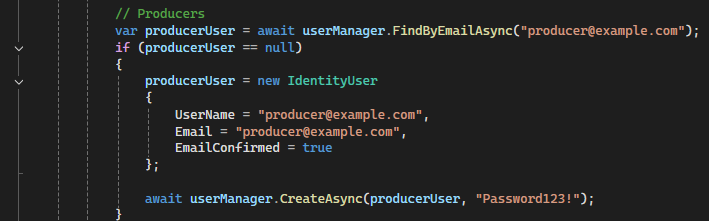 // Producers
var producerUser = await userManager.FindByEmailAsync("producer@example.com");
if (producerUser == null)
{
producerUser = new IdentityUser
{
UserName = "producer@example.com",
Email = "producer@example.com",
EmailConfirmed = true
};
await userManager.CreateAsync(producerUser, "Password123!");
}